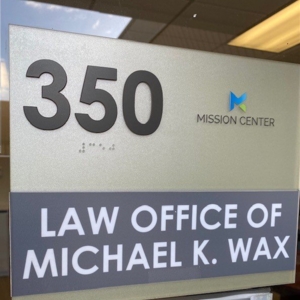 350
MISSION CENTER
LAW OFFICE OF
MICHAEL K. WAX